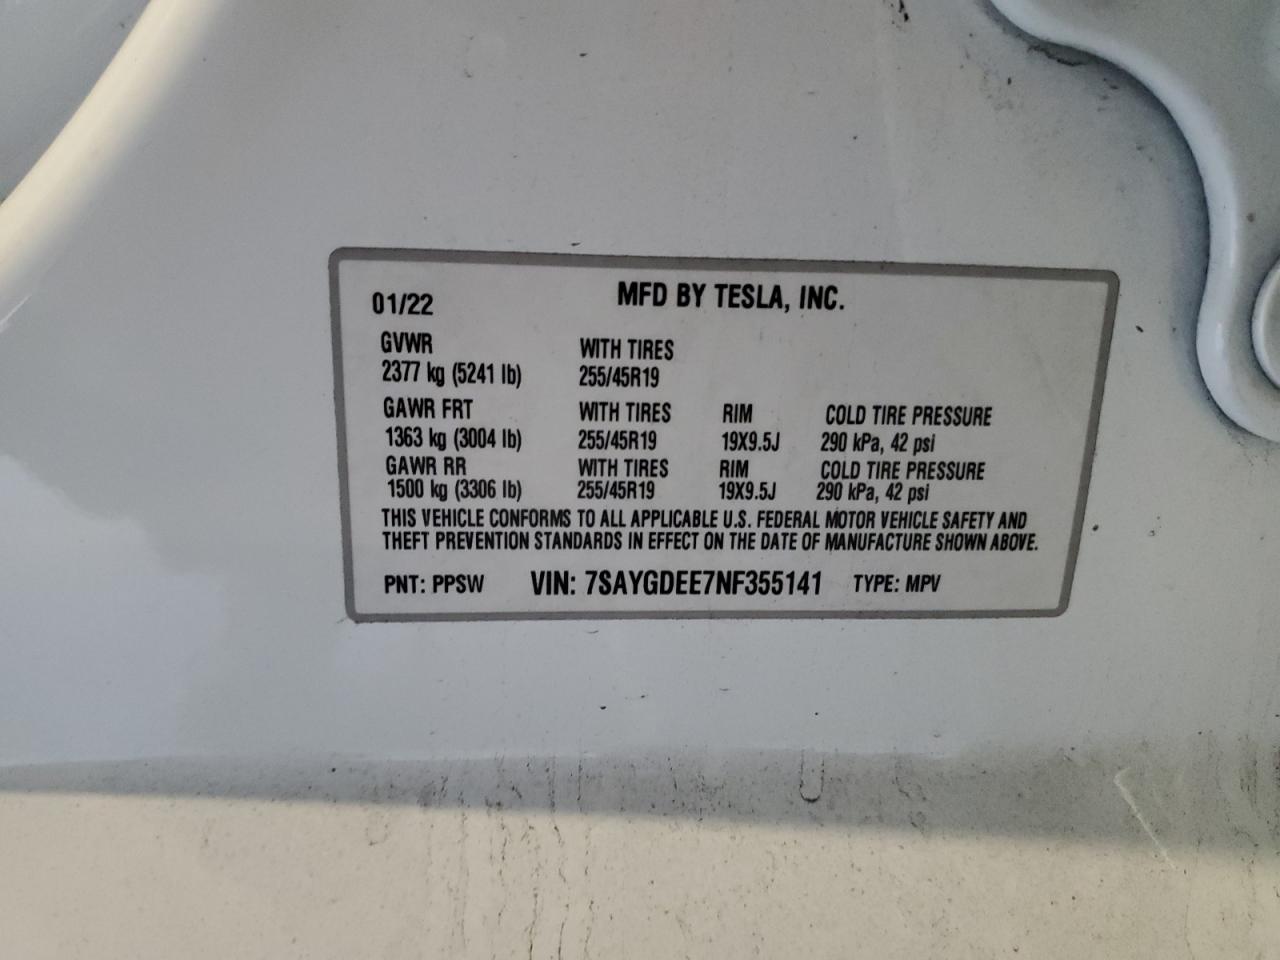 01/22 MFD BY TESLA, INC.
GVWR WITH TIRES
2377 kg (5241 lb) 255/45R19
GAWR FRT WITH TIRES RIM COLD TIRE PRESSURE
1363 kg (3004 lb) 255/45R19 19X9.5J 290 kPa, 42 psi
GAWR RR WITH TIRES RIM COLD TIRE PRESSURE
1500 kg (3306 lb) 255/45R19 19X9.5J 290 kPa, 42 psi
THIS VEHICLE CONFORMS TO ALL APPLICABLE U.S. FEDERAL MOTOR VEHICLE SAFETY AND
THEFT PREVENTION STANDARDS IN EFFECT ON THE DATE OF MANUFACTURE SHOWN ABOVE.
PNT: PPSW VIN: 7SAYGDEE7NF355141 TYPE: MPV